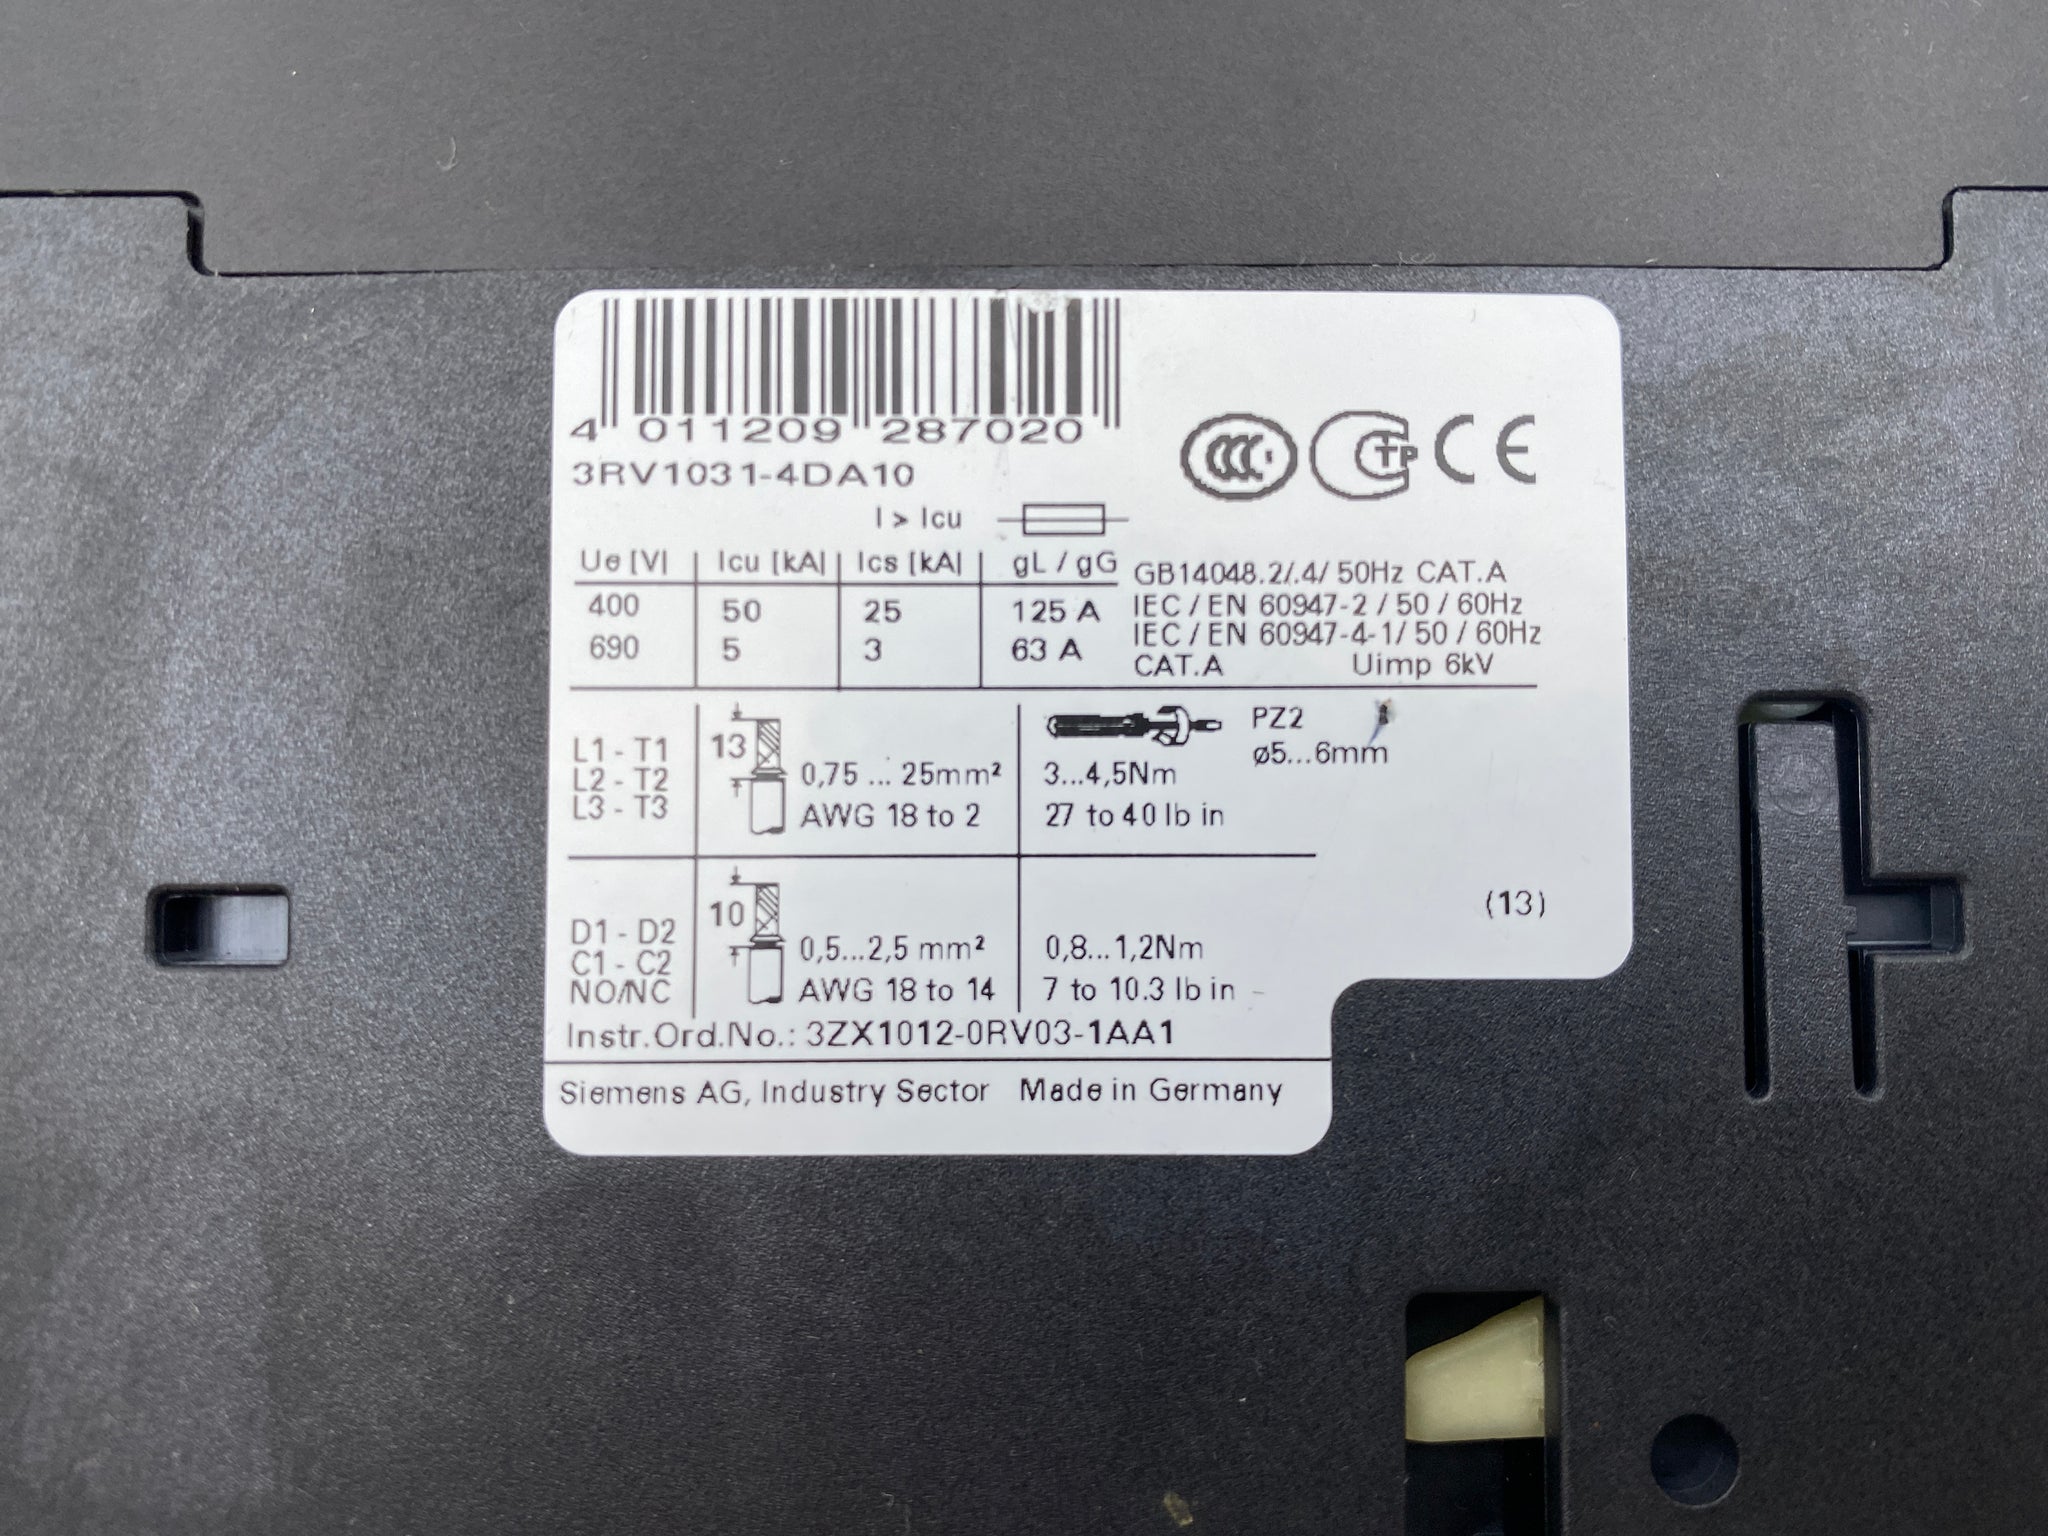 4 011209 287020
3RV1031-4DA10
CCC TP CE
I > Icu
Ue [V] Icu [kA] Ics [kA] gL / gG
400 50 25 125 A
690 5 3 63 A
GB14048.2/.4/ 50Hz CAT.A
IEC / EN 60947-2 / 50 / 60Hz
IEC / EN 60947-4-1/ 50 / 60Hz
CAT.A Uimp 6kV
L1 - T1
L2 - T2
L3 - T3
13
0,75 ... 25mm²
AWG 18 to 2
PZ2
ø5...6mm
3...4,5Nm
27 to 40 lb in
D1 - D2
C1 - C2
NO/NC
10
0,5...2,5 mm²
AWG 18 to 14
0,8...1,2Nm
7 to 10.3 lb in
(13)
Instr.Ord.No.: 3ZX1012-0RV03-1AA1
Siemens AG, Industry Sector Made in Germany